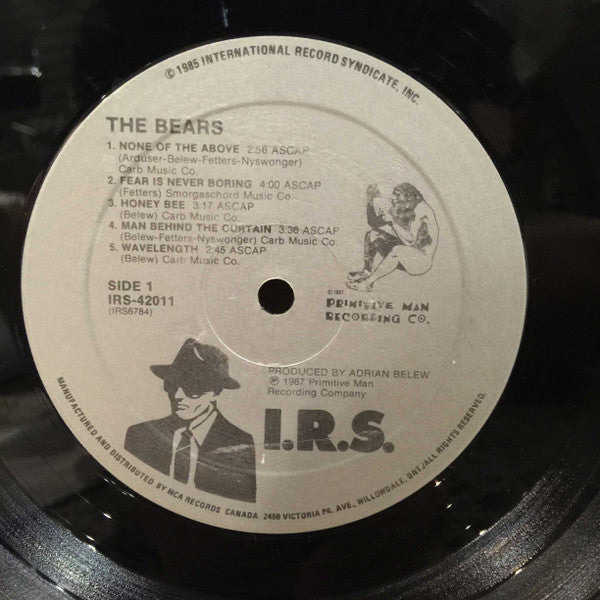 © 1985 INTERNATIONAL RECORD SYNDICATE, INC.
THE BEARS
1. NONE OF THE ABOVE 2:56 ASCAP
(Arduser-Belew-Fetters-Nyswonger)
Carb Music Co.
2. FEAR IS NEVER BORING 4:00 ASCAP
(Fetters) Smorgaschord Music Co.
3. HONEY BEE 3:17 ASCAP
(Belew) Carb Music Co.
4. MAN BEHIND THE CURTAIN 3:36 ASCAP
(Belew-Fetters-Nyswonger) Carb Music Co.
5. WAVELENGTH 2:45 ASCAP
(Belew) Carb Music Co.
SIDE 1
IRS-42011
(IRS6784)
© 1987
PRIMITIVE MAN
RECORDING CO.
PRODUCED BY ADRIAN BELEW
℗ 1987 Primitive Man
Recording Company
I.R.S.
MANUFACTURED AND DISTRIBUTED BY MCA RECORDS CANADA 2450 VICTORIA PK. AVE., WILLOWDALE, ONT./ALL RIGHTS RESERVED.